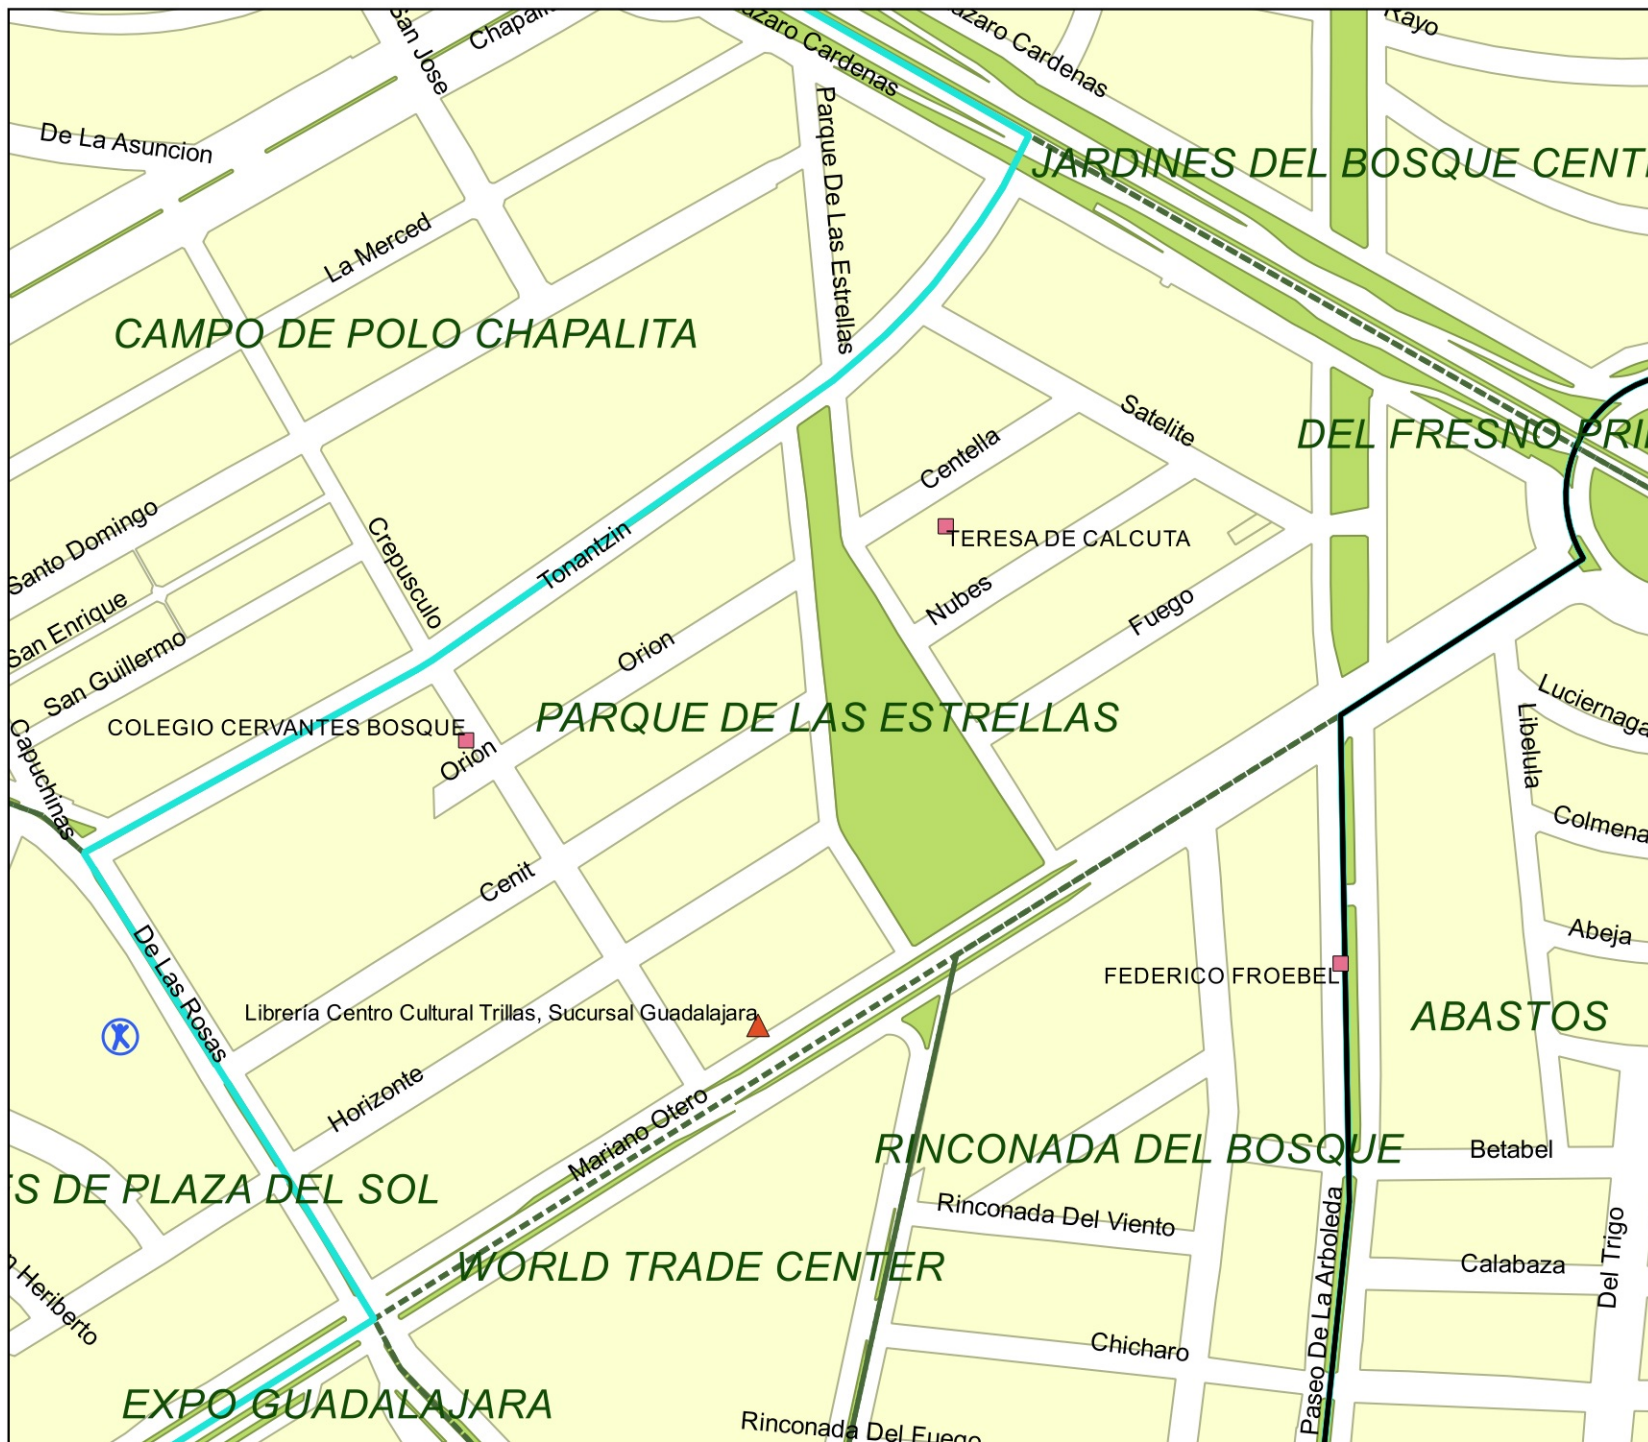 San Jose
Chapali
azaro Cardenas
azaro Cardenas
Rayo
De La Asuncion
Parque De Las Estrellas
JARDINES DEL BOSQUE CENT
La Merced
CAMPO DE POLO CHAPALITA
Satelite
DEL FRESNO PRI
Centella
TERESA DE CALCUTA
Santo Domingo
Crepusculo
Tonantzin
San Enrique
Nubes
Fuego
San Guillermo
Orion
COLEGIO CERVANTES BOSQUE
PARQUE DE LAS ESTRELLAS
Luciernaga
Libelula
Capuchinas
Orion
Colmena
Cenit
Abeja
De Las Rosas
FEDERICO FROEBEL
Librería Centro Cultural Trillas, Sucursal Guadalajara
ABASTOS
Horizonte
Mariano Otero
RINCONADA DEL BOSQUE
Betabel
ES DE PLAZA DEL SOL
Rinconada Del Viento
Paseo De La Arboleda
Del Trigo
WORLD TRADE CENTER
Calabaza
n Heriberto
Chicharo
EXPO GUADALAJARA
Rinconada Del Fuego